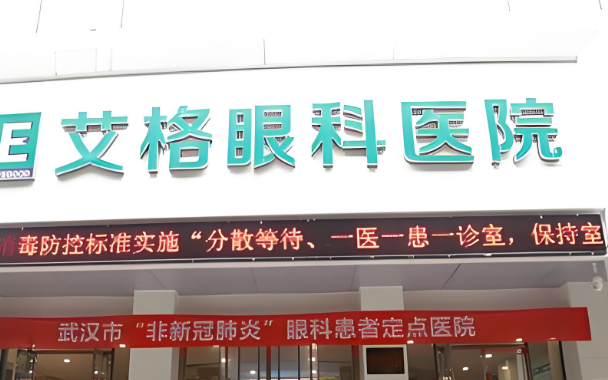 艾格眼科医院
消毒防控标准实施“分散等待、一医一患一诊室，保持室
武汉市“非新冠肺炎”眼科患者定点医院